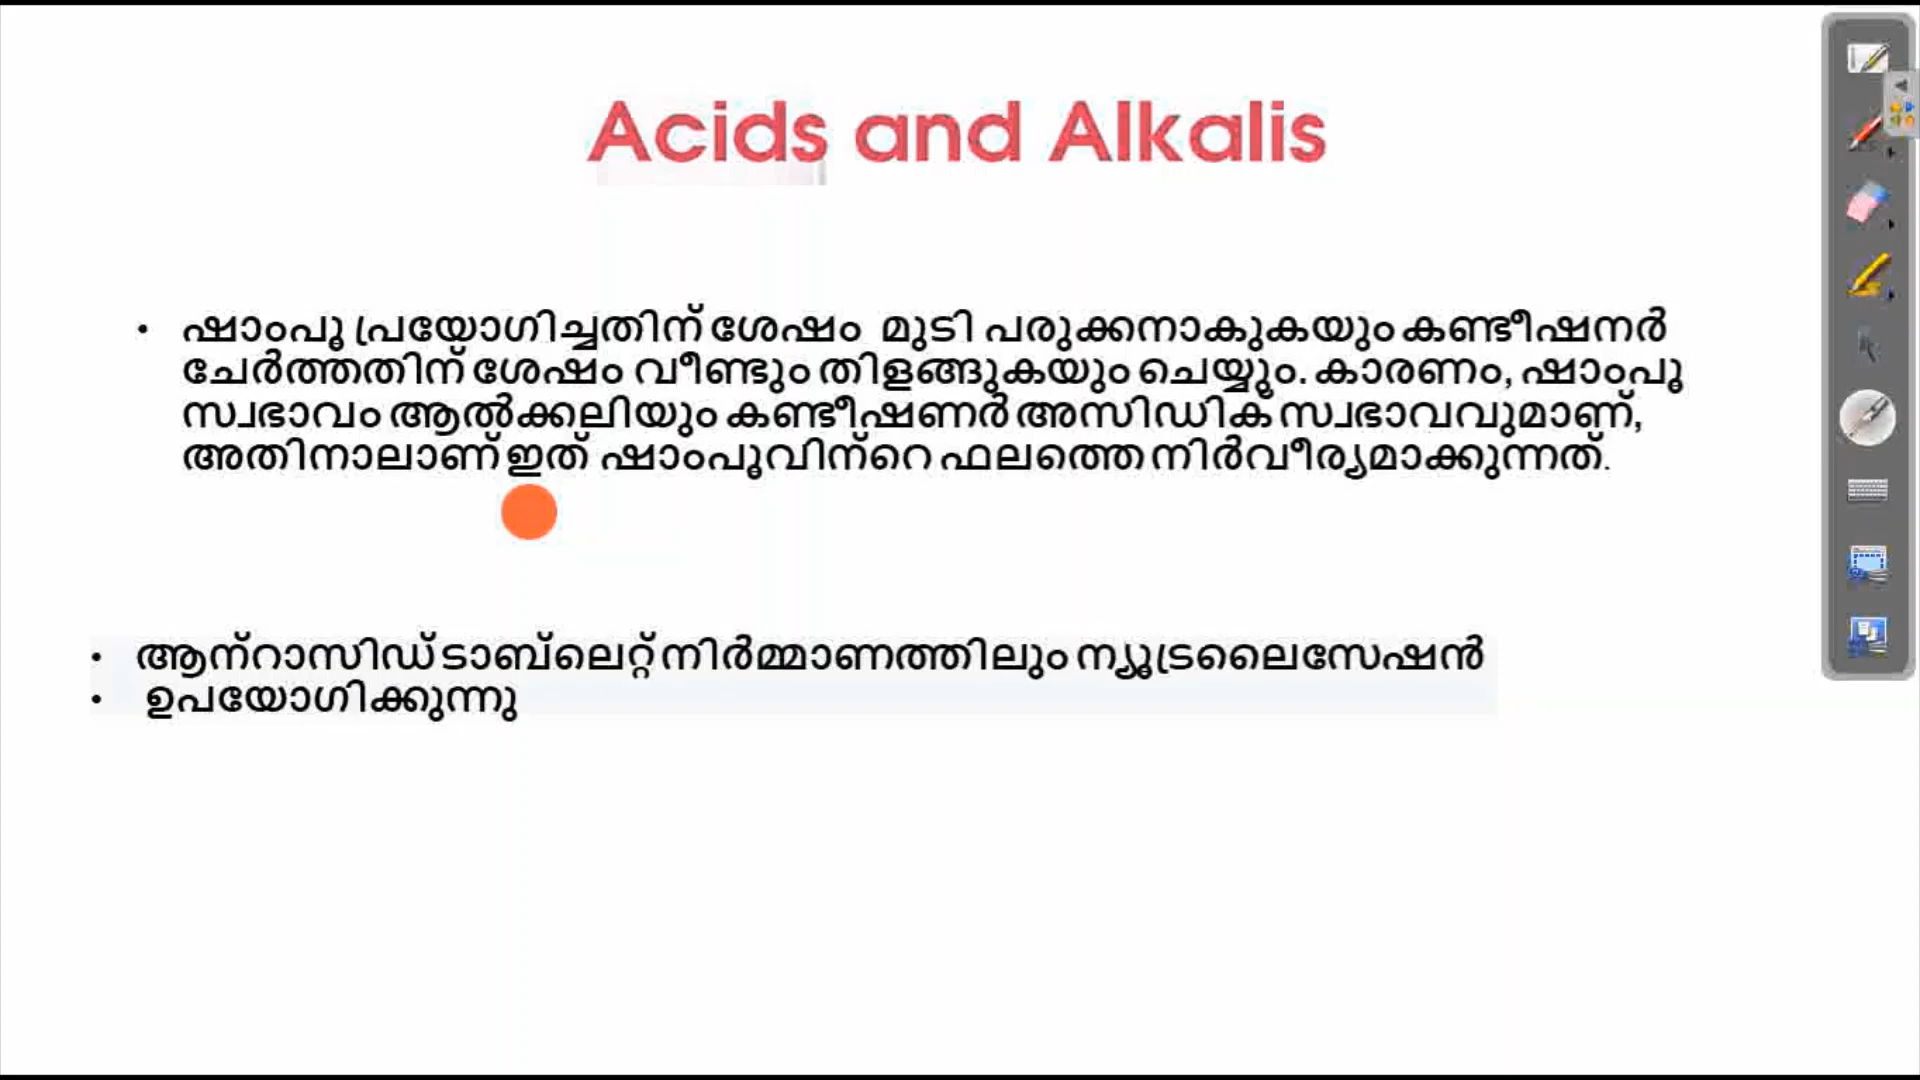 Acids and Alkalis
• ഷാംപൂ പ്രയോഗിച്ചതിന് ശേഷം മുടി പരുക്കനാകുകയും കണ്ടീഷനർ
ചേർത്തതിന് ശേഷം വീണ്ടും തിളങ്ങുകയും ചെയ്യും. കാരണം, ഷാംപൂ
സ്വഭാവം ആൽക്കലിയും കണ്ടീഷണർ അസിഡിക് സ്വഭാവവുമാണ്,
അതിനാലാണ് ഇത് ഷാംപൂവിന്റെ ഫലത്തെ നിർവീര്യമാക്കുന്നത്.
• ആന്റാസിഡ് ടാബ്ലെറ്റ് നിർമ്മാണത്തിലും ന്യൂട്രലൈസേഷൻ
• ഉപയോഗിക്കുന്നു